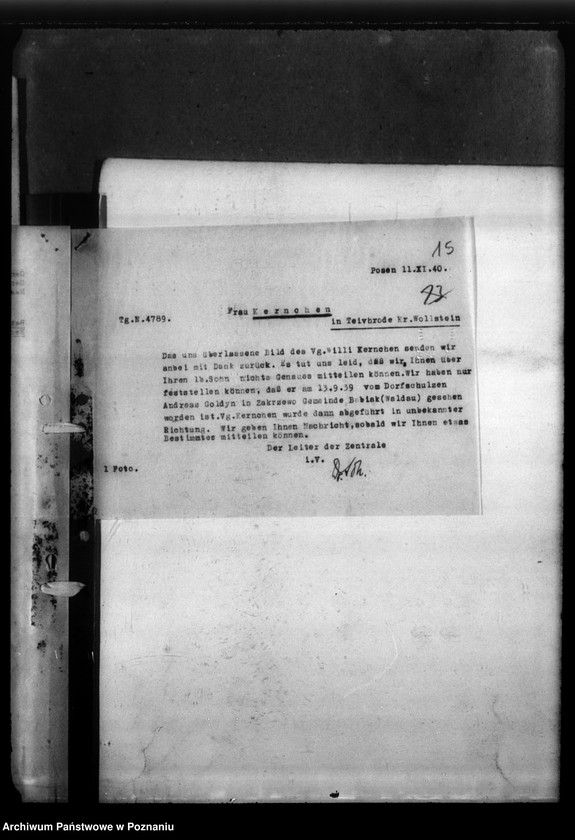 15
Posen 11.XI.40.
23
Tg.N.4789.
Frau Kernchen
in Teivhrode Kr.Wollstein
Das uns überlassene Bild des Vg.Willi Kernchen senden wir
anbei mit Dank zurück. Es tut uns leid, daß wir, Ihnen über
Ihren lb.Sohn nichts Genaues mitteilen können.Wir haben nur
feststellen können, daß er am 13.9.39 vom Dorfschulzen
Andreas Goldyn in Zakrzewo Gemeinde Babiak(Waldau) gesehen
worden ist.Vg.Kernchen wurde dann abgeführt in unbekannter
Richtung. Wir geben Ihnen Nachricht,sobald wir Ihnen etwas
Bestimmtes mitteilen können.
Der Leiter der Zentrale
i.V.
1 Foto.
Archiwum Państwowe w Poznaniu